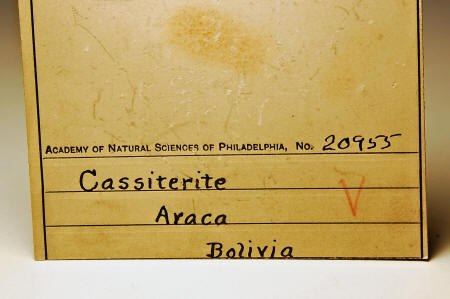 ACADEMY OF NATURAL SCIENCES OF PHILADELPHIA, NO. 20955
Cassiterite
Araca
V
Bolivia